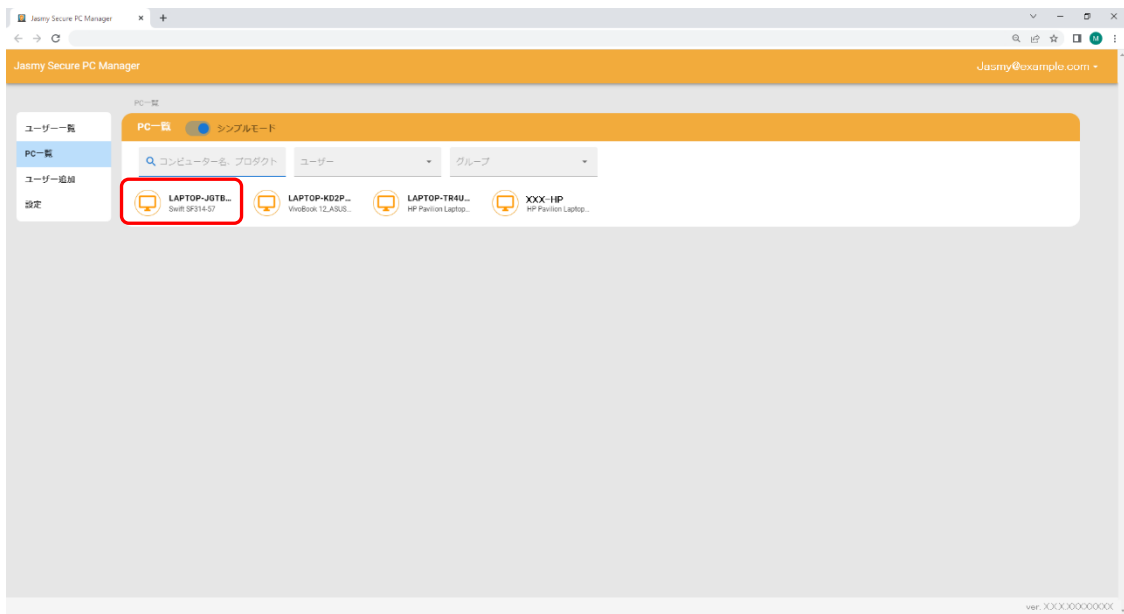 Jasmy Secure PC Manager
Jasmy Secure PC Manager
Jasmy@example.com
PC一覧
ユーザー一覧
PC一覧
ユーザー追加
設定
PC一覧 シンプルモード
コンピューター名、プロダクト ユーザー グループ
LAPTOP-JGTB... LAPTOP-KD2P... LAPTOP-TR4U... XXX-HP
Swift SF314-57 VivoBook 12_ASUS... HP Pavilion Laptop... HP Pavilion Laptop...
M
ver. XXXXXXXXXXX